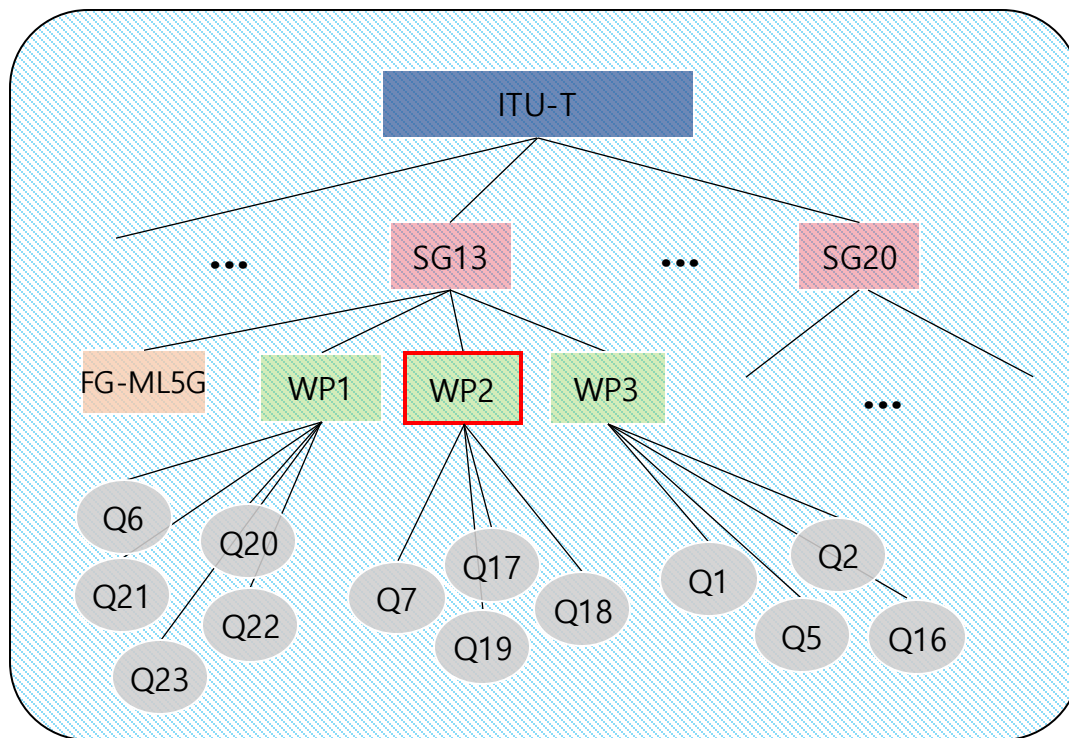 ITU-T
...
SG13
...
SG20
FG-ML5G
WP1
WP2
WP3
...
Q6
Q20
Q21
Q22
Q23
Q7
Q17
Q18
Q19
Q1
Q2
Q5
Q16